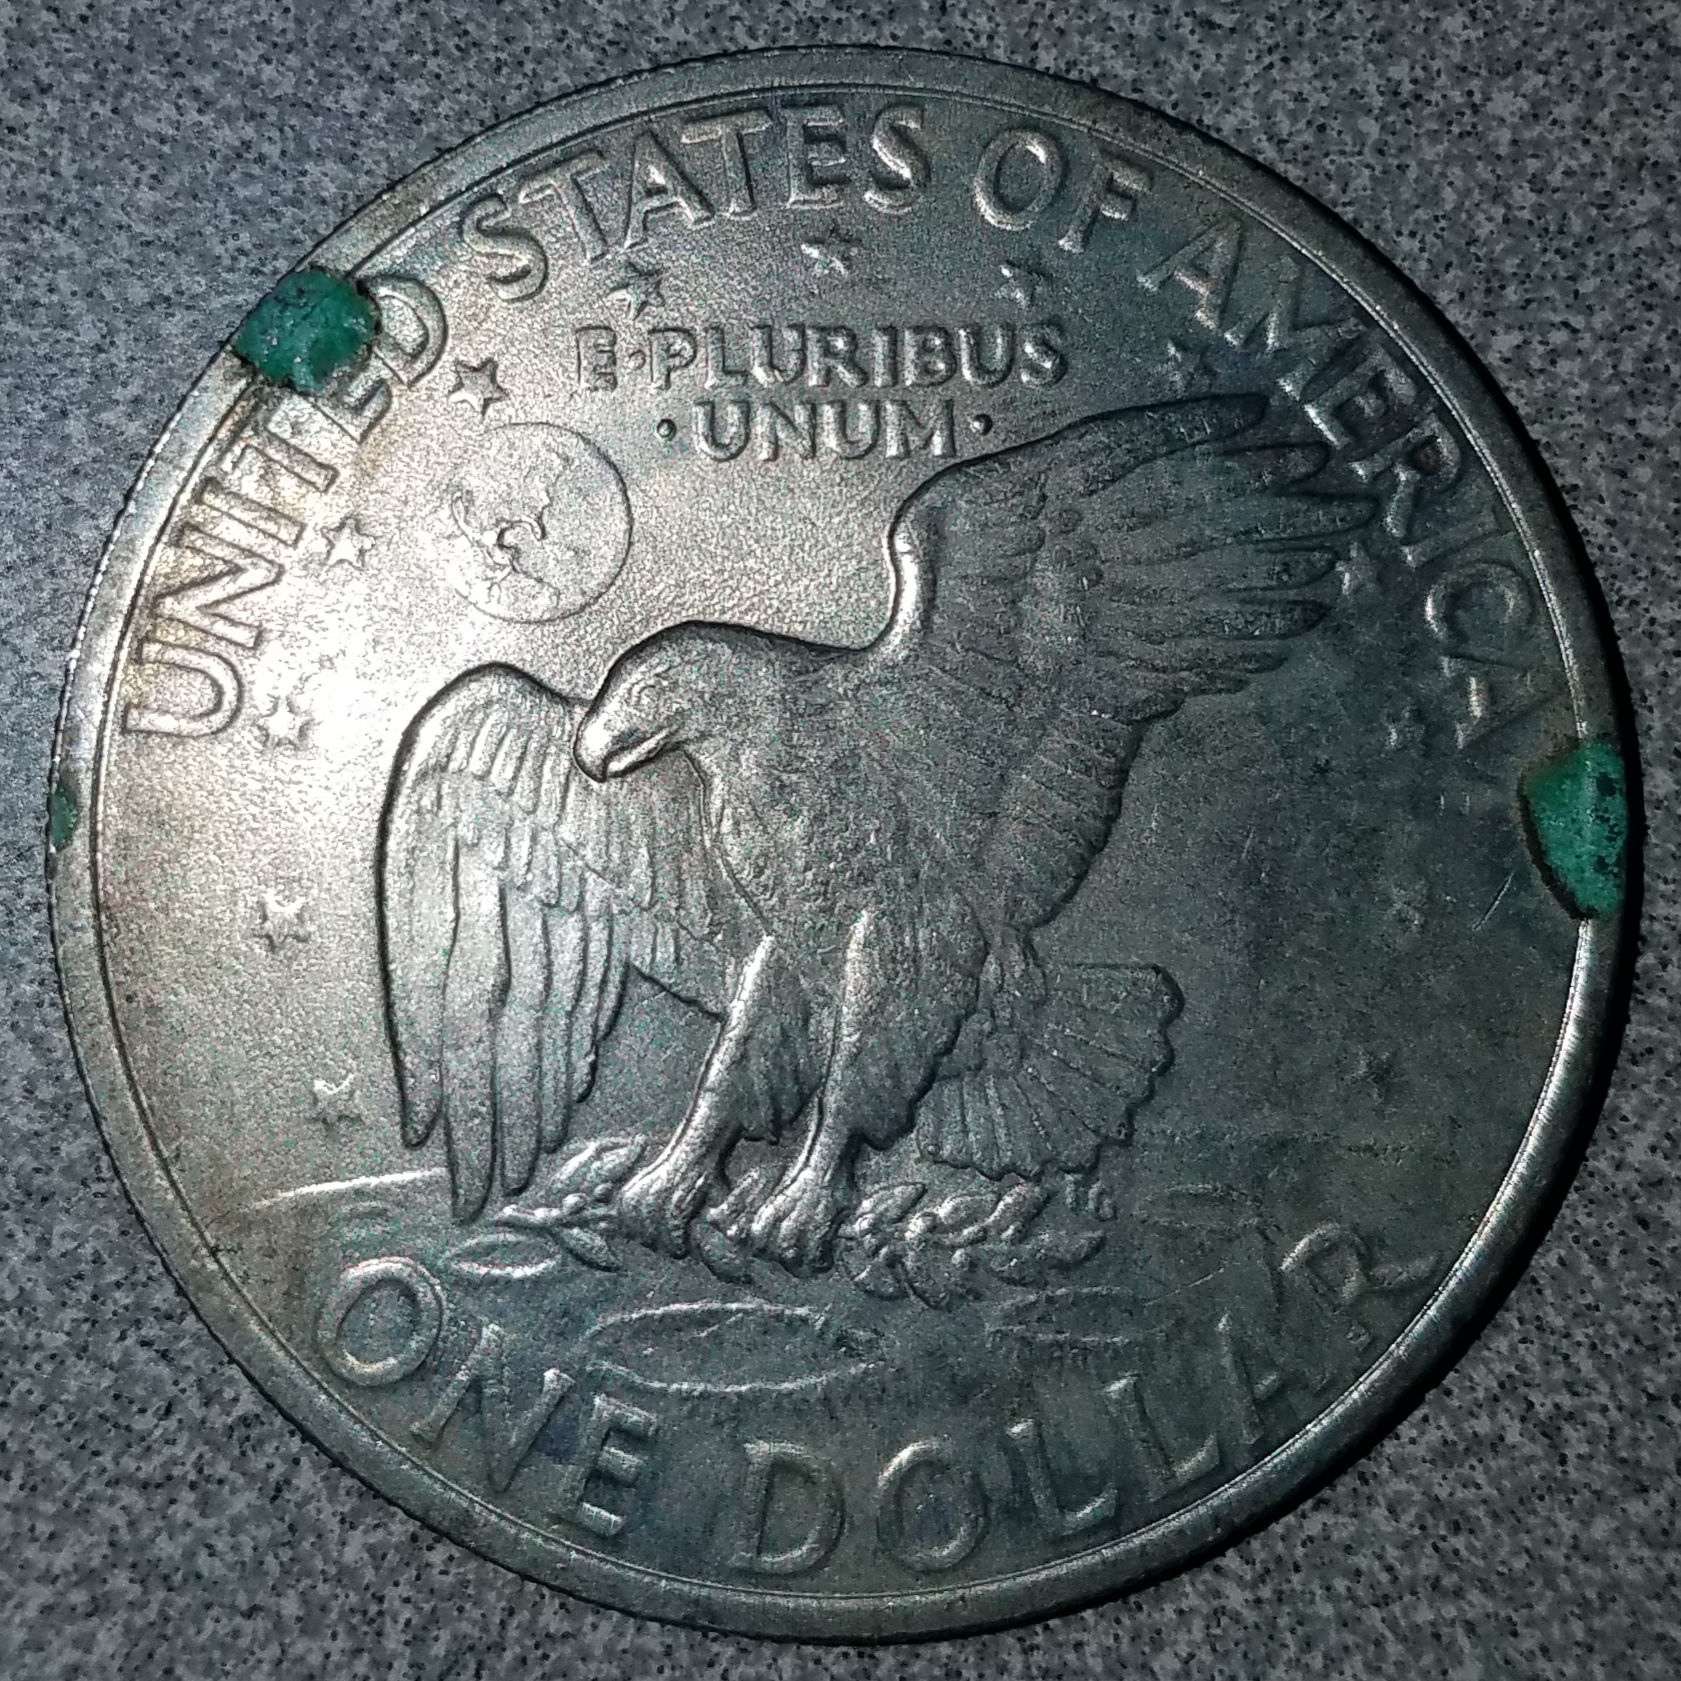 UNITED STATES OF AMERICA
E·PLURIBUS
·UNUM·
ONE DOLLAR